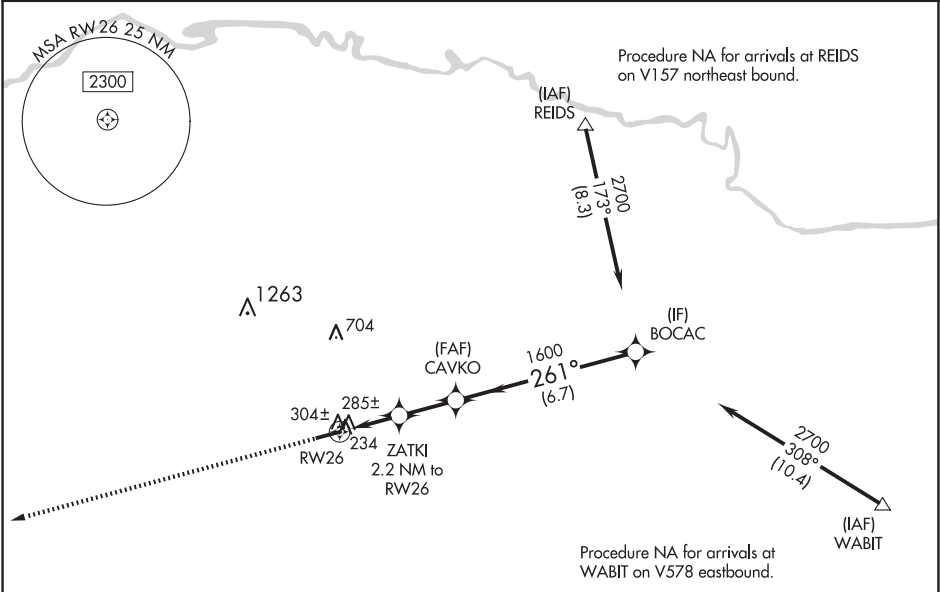 MSA RW26 25 NM
2300
Procedure NA for arrivals at REIDS
on V157 northeast bound.
(IAF)
REIDS
2700
173°
(8.3)
1263
704
(IF)
BOCAC
(FAF)
CAVKO
1600
261°
(6.7)
304±
285±
234
RW26
ZATKI
2.2 NM to
RW26
2700
308°
(10.4)
(IAF)
WABIT
Procedure NA for arrivals at
WABIT on V578 eastbound.